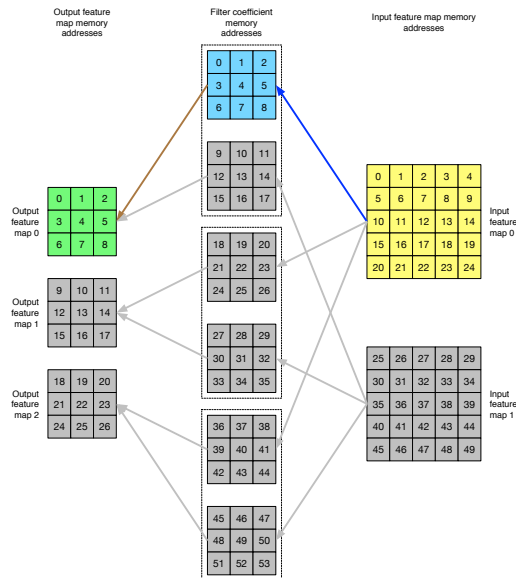 Output feature
map memory
addresses
Filter coefficient
memory
addresses
Input feature map memory
addresses
0 1 2
3 4 5
6 7 8
9 10 11
12 13 14
15 16 17
Output
feature
map 0
0 1 2
3 4 5
6 7 8
0 1 2 3 4
5 6 7 8 9
10 11 12 13 14
15 16 17 18 19
20 21 22 23 24
Input
feature
map 0
18 19 20
21 22 23
24 25 26
Output
feature
map 1
9 10 11
12 13 14
15 16 17
27 28 29
30 31 32
33 34 35
25 26 27 28 29
30 31 32 33 34
35 36 37 38 39
40 41 42 43 44
45 46 47 48 49
Input
feature
map 1
Output
feature
map 2
18 19 20
21 22 23
24 25 26
36 37 38
39 40 41
42 43 44
45 46 47
48 49 50
51 52 53